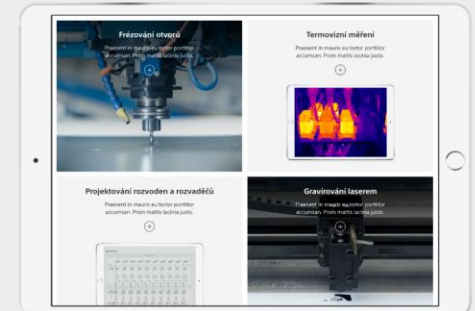 Frézování otvorů
Praesent in mauris eu tortor porttitor
accumsan. Proin mattis lacinia justo.
Termovizní měření
Praesent in mauris eu tortor porttitor
accumsan. Proin mattis lacinia justo.
Projektování rozvoden a rozvaděčů
Praesent in mauris eu tortor porttitor
accumsan. Proin mattis lacinia justo.
Gravírování laserem
Praesent in mauris eu tortor porttitor
accumsan. Proin mattis lacinia justo.